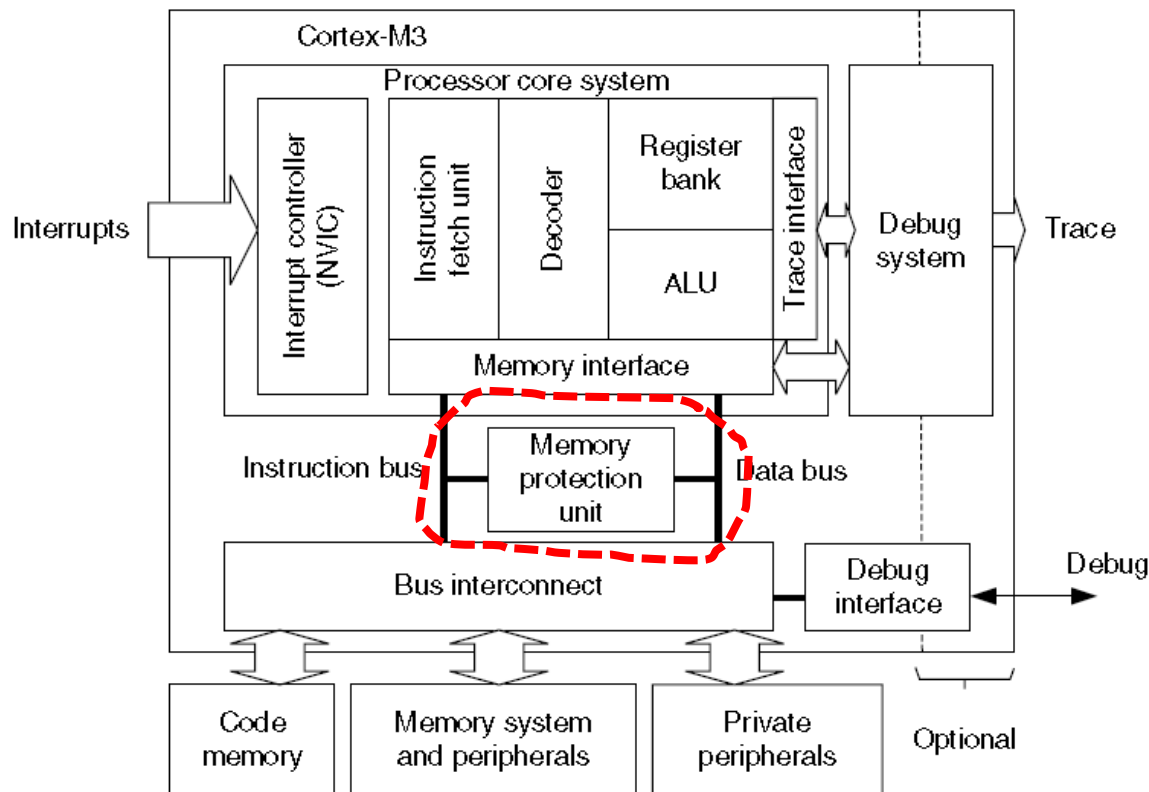 Cortex-M3
Processor core system
Interrupts
Interrupt controller
(NVIC)
Instruction
fetch unit
Decoder
Register
bank
ALU
Trace interface
Debug
system
Trace
Memory interface
Instruction bus
Memory
protection
unit
Data bus
Bus interconnect
Debug
interface
Debug
Code
memory
Memory system
and peripherals
Private
peripherals
Optional